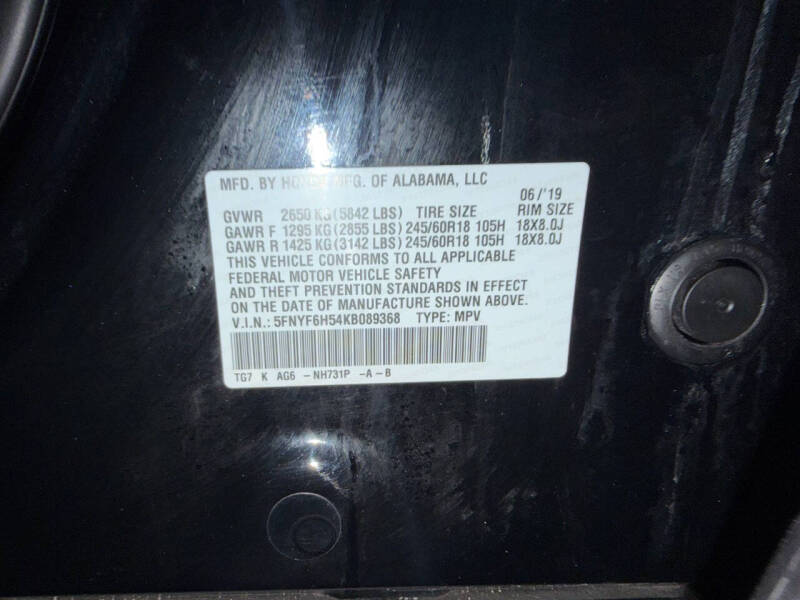 MFD. BY HONDA MFG. OF ALABAMA, LLC
06/'19
GVWR 2650 KG (5842 LBS) TIRE SIZE RIM SIZE
GAWR F 1295 KG (2855 LBS) 245/60R18 105H 18X8.0J
GAWR R 1425 KG (3142 LBS) 245/60R18 105H 18X8.0J
THIS VEHICLE CONFORMS TO ALL APPLICABLE
FEDERAL MOTOR VEHICLE SAFETY
AND THEFT PREVENTION STANDARDS IN EFFECT
ON THE DATE OF MANUFACTURE SHOWN ABOVE.
V.I.N.: 5FNYF6H54KB089368 TYPE: MPV
TG7 K AG6 -NH731P -A-B